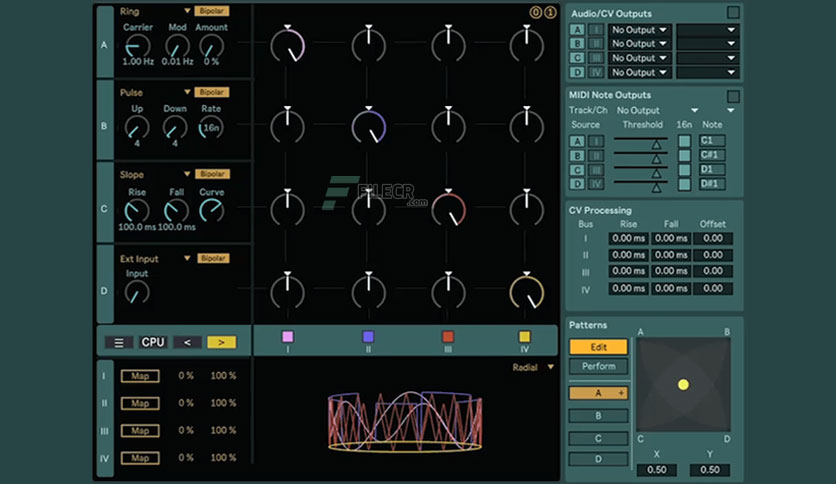 Ring Bipolar
Carrier Mod Amount
1.00 Hz 0.01 Hz 0 %
A
Pulse Bipolar
Up Down Rate
16n
4 4
B
Slope Bipolar
Rise Fall Curve
100.0 ms 100.0 ms
C
Ext Input Bipolar
Input
D
0 1
FILECR
.com
CPU < >
I II III IV
I Map 0 % 100 %
II Map 0 % 100 %
III Map 0 % 100 %
IV Map 0 % 100 %
Radial
Audio/CV Outputs
A I No Output
B II No Output
C III No Output
D IV No Output
MIDI Note Outputs
Track/Ch No Output
Source Threshold 16n Note
A I C1
B II C#1
C III D1
D IV D#1
CV Processing
Bus Rise Fall Offset
I 0.00 ms 0.00 ms 0.00
II 0.00 ms 0.00 ms 0.00
III 0.00 ms 0.00 ms 0.00
IV 0.00 ms 0.00 ms 0.00
Patterns
Edit
Perform
A +
B
C
D
A B
C D
X Y
0.50 0.50